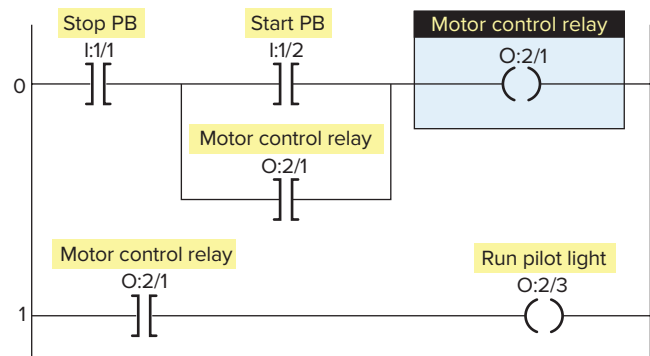 Stop PB
Start PB
Motor control relay
I:1/1
I:1/2
O:2/1
0
Motor control relay
O:2/1
Motor control relay
Run pilot light
O:2/1
O:2/3
1